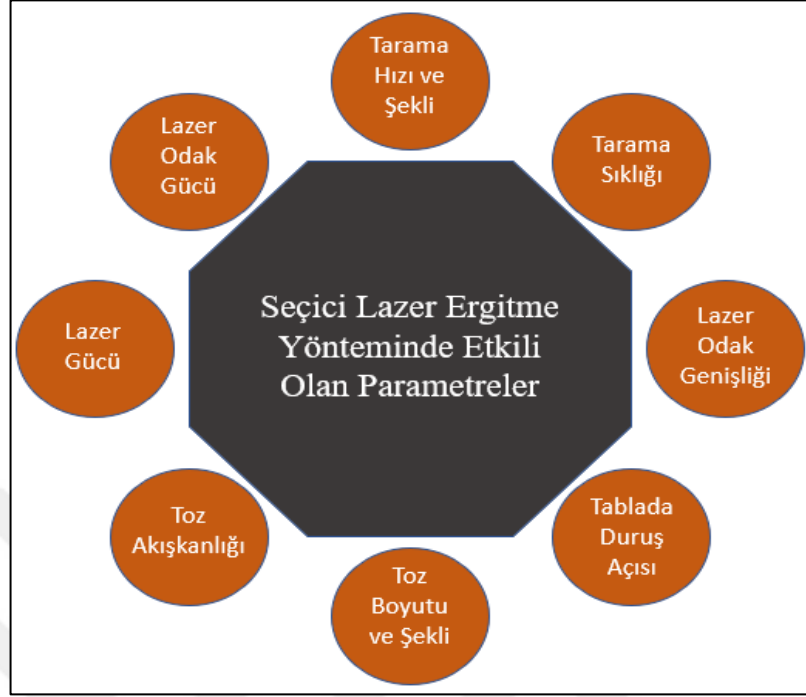 Tarama
Hızı ve
Şekli
Lazer
Odak
Gücü
Tarama
Sıklığı
Seçici Lazer Ergitme
Yönteminde Etkili
Olan Parametreler
Lazer
Gücü
Lazer
Odak
Genişliği
Toz
Akışkanlığı
Tablada
Duruş
Açısı
Toz
Boyutu
ve Şekli